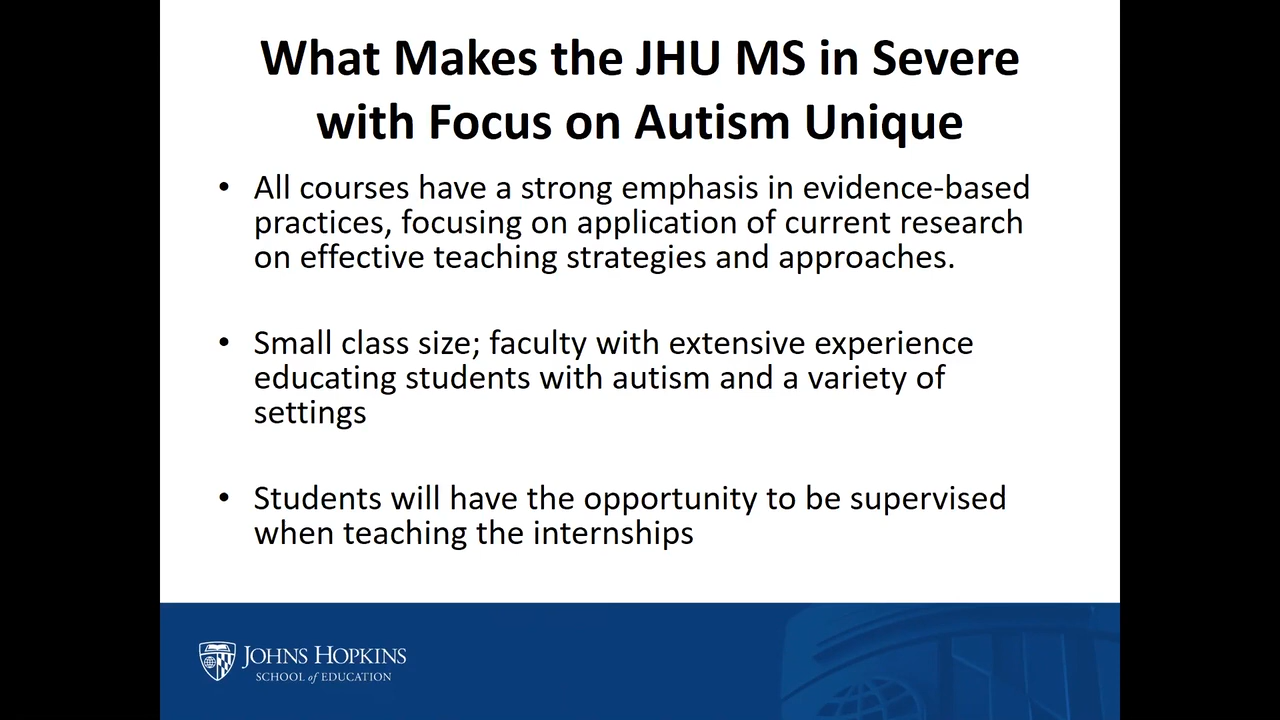 What Makes the JHU MS in Severe
with Focus on Autism Unique
• All courses have a strong emphasis in evidence-based
practices, focusing on application of current research
on effective teaching strategies and approaches.
• Small class size; faculty with extensive experience
educating students with autism and a variety of
settings
• Students will have the opportunity to be supervised
when teaching the internships
JOHNS HOPKINS
SCHOOL of EDUCATION